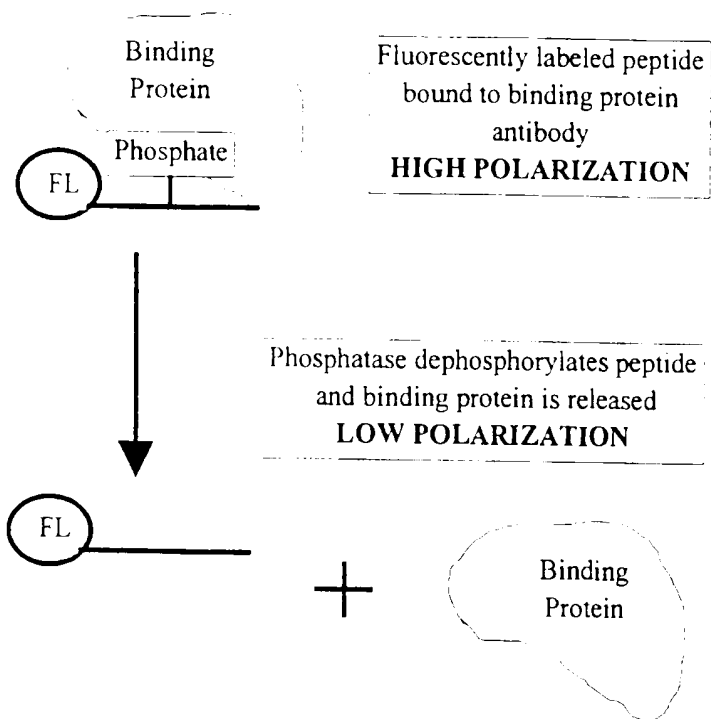 Binding
Protein
Phosphate
FL
Fluorescently labeled peptide
bound to binding protein
antibody
HIGH POLARIZATION
Phosphatase dephosphorylates peptide
and binding protein is released
LOW POLARIZATION
FL
+
Binding
Protein